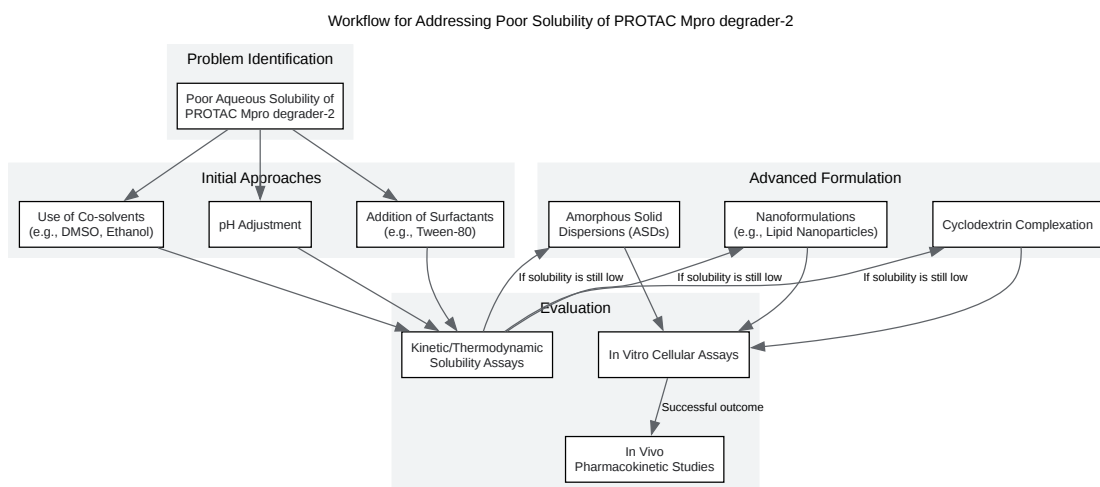 Workflow for Addressing Poor Solubility of PROTAC Mpro degrader-2
Problem Identification
Poor Aqueous Solubility of
PROTAC Mpro degrader-2
Initial Approaches
Advanced Formulation
Use of Co-solvents
(e.g., DMSO, Ethanol)
pH Adjustment
Addition of Surfactants
(e.g., Tween-80)
Amorphous Solid
Dispersions (ASDs)
Nanoformulations
(e.g., Lipid Nanoparticles)
Cyclodextrin Complexation
If solubility is still low
If solubility is still low
If solubility is still low
Evaluation
Kinetic/Thermodynamic
Solubility Assays
In Vitro Cellular Assays
Successful outcome
In Vivo
Pharmacokinetic Studies